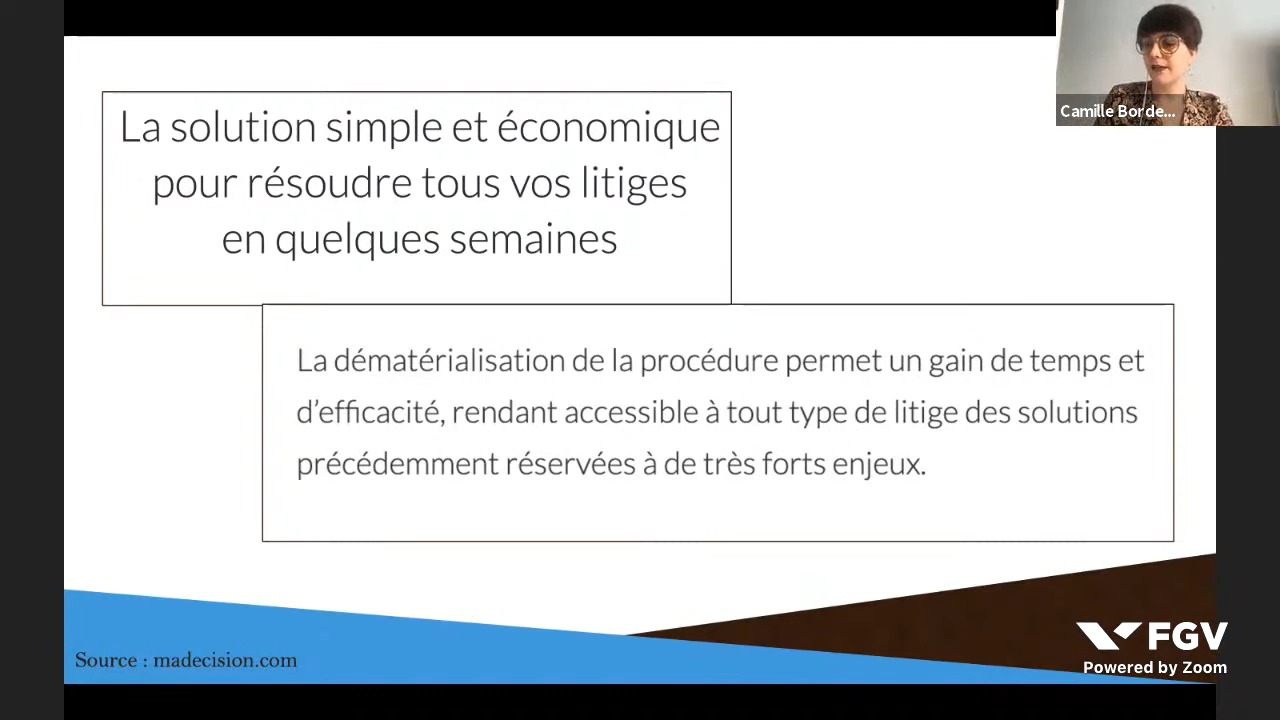 Camille Borde...
La solution simple et économique
pour résoudre tous vos litiges
en quelques semaines
La dématérialisation de la procédure permet un gain de temps et
d’efficacité, rendant accessible à tout type de litige des solutions
précédemment réservées à de très forts enjeux.
Source : madecision.com
FGV
Powered by Zoom